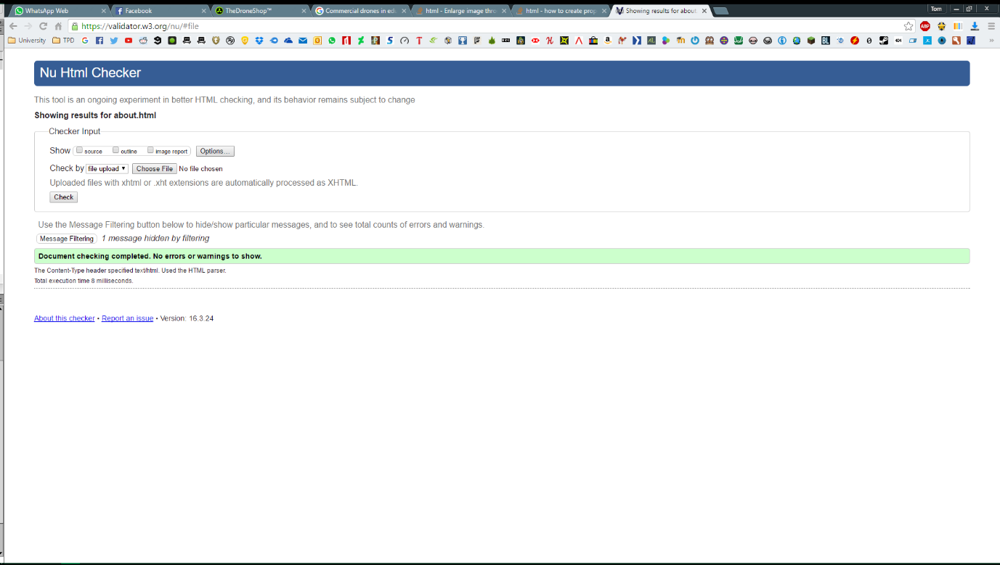 WhatsApp Web
Facebook
TheDroneShop™
Commercial drones in edi
html - Enlarge image thro
html - how to create prop
Showing results for about
Tom
https://validator.w3.org/nu/#file
University
TPD
Nu Html Checker
This tool is an ongoing experiment in better HTML checking, and its behavior remains subject to change
Showing results for about.html
Checker Input
Show source outline image report Options...
Check by file upload Choose File No file chosen
Uploaded files with xhtml or .xht extensions are automatically processed as XHTML.
Check
Use the Message Filtering button below to hide/show particular messages, and to see total counts of errors and warnings.
Message Filtering 1 message hidden by filtering
Document checking completed. No errors or warnings to show.
The Content-Type header specified text/html. Used the HTML parser.
Total execution time 8 milliseconds.
About this checker • Report an issue • Version: 16.3.24